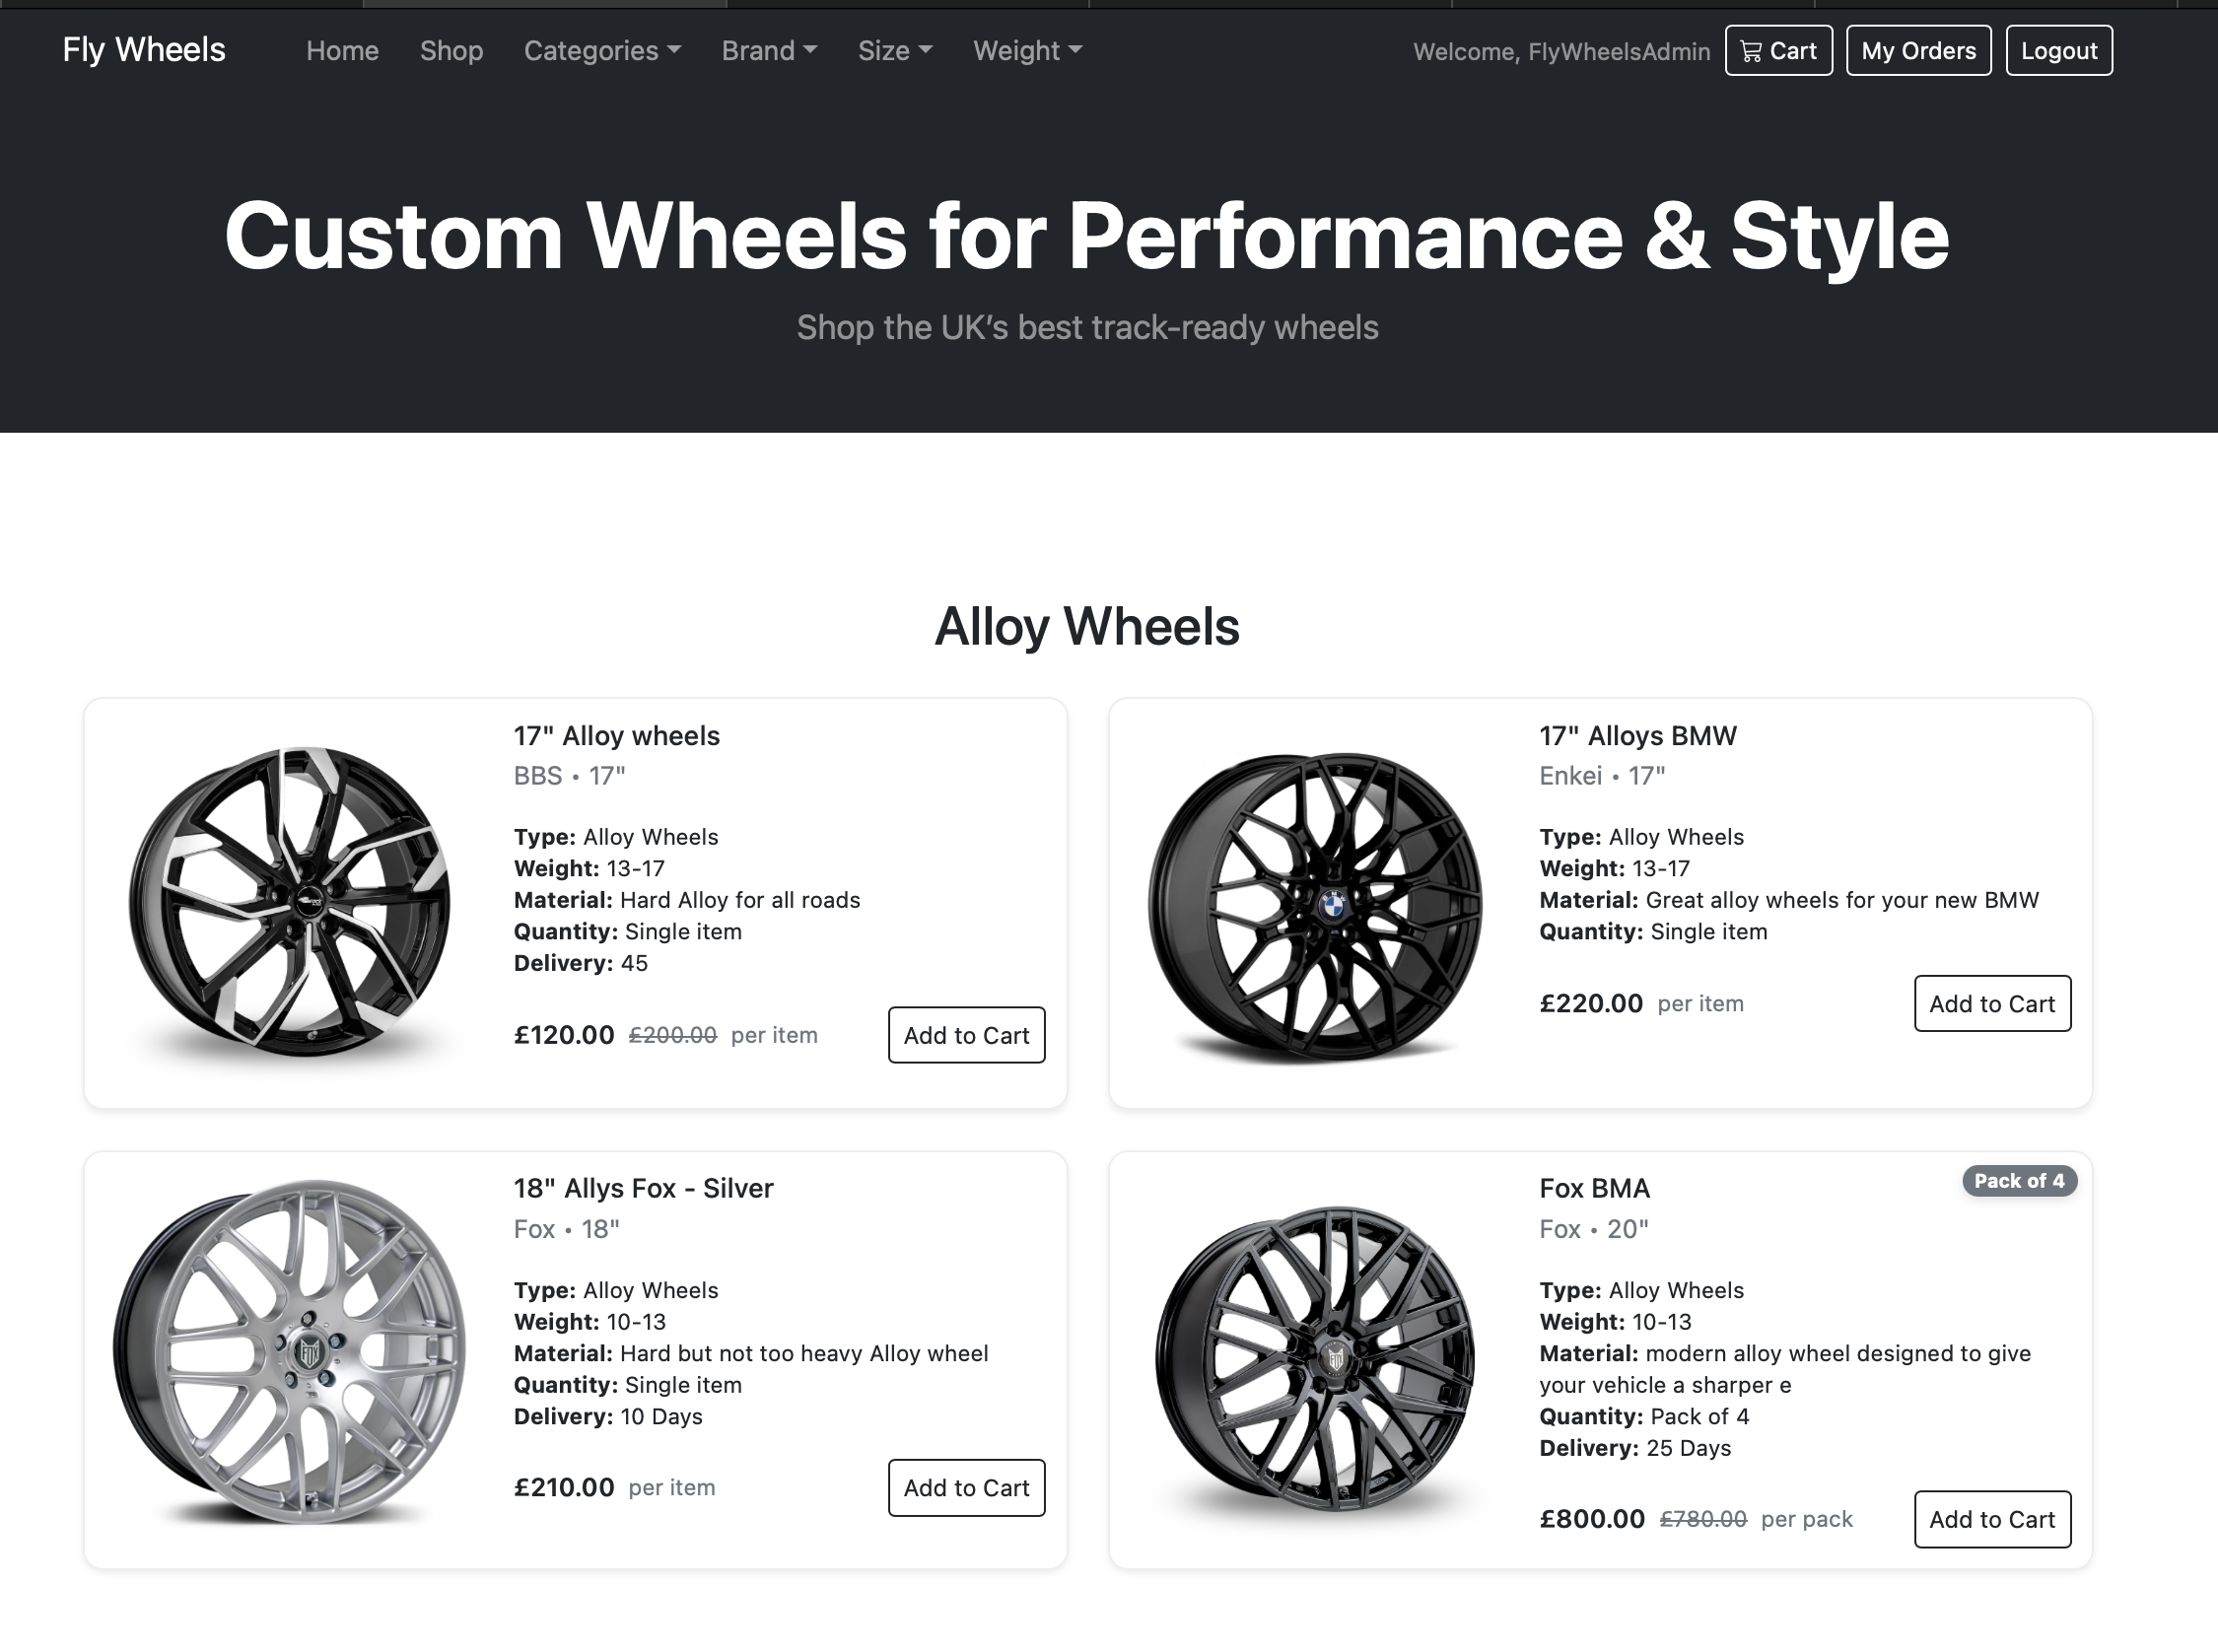 Fly Wheels Home Shop Categories Brand Size Weight Welcome, FlyWheelsAdmin Cart My Orders Logout
Custom Wheels for Performance & Style
Shop the UK’s best track-ready wheels
Alloy Wheels
17" Alloy wheels
BBS • 17"
Type: Alloy Wheels
Weight: 13-17
Material: Hard Alloy for all roads
Quantity: Single item
Delivery: 45
£120.00 £200.00 per item Add to Cart
17" Alloys BMW
Enkei • 17"
Type: Alloy Wheels
Weight: 13-17
Material: Great alloy wheels for your new BMW
Quantity: Single item
£220.00 per item Add to Cart
18" Allys Fox - Silver
Fox • 18"
Type: Alloy Wheels
Weight: 10-13
Material: Hard but not too heavy Alloy wheel
Quantity: Single item
Delivery: 10 Days
£210.00 per item Add to Cart
FOX
Fox BMA
Pack of 4
Fox • 20"
Type: Alloy Wheels
Weight: 10-13
Material: modern alloy wheel designed to give
your vehicle a sharper e
Quantity: Pack of 4
Delivery: 25 Days
£800.00 £780.00 per pack Add to Cart